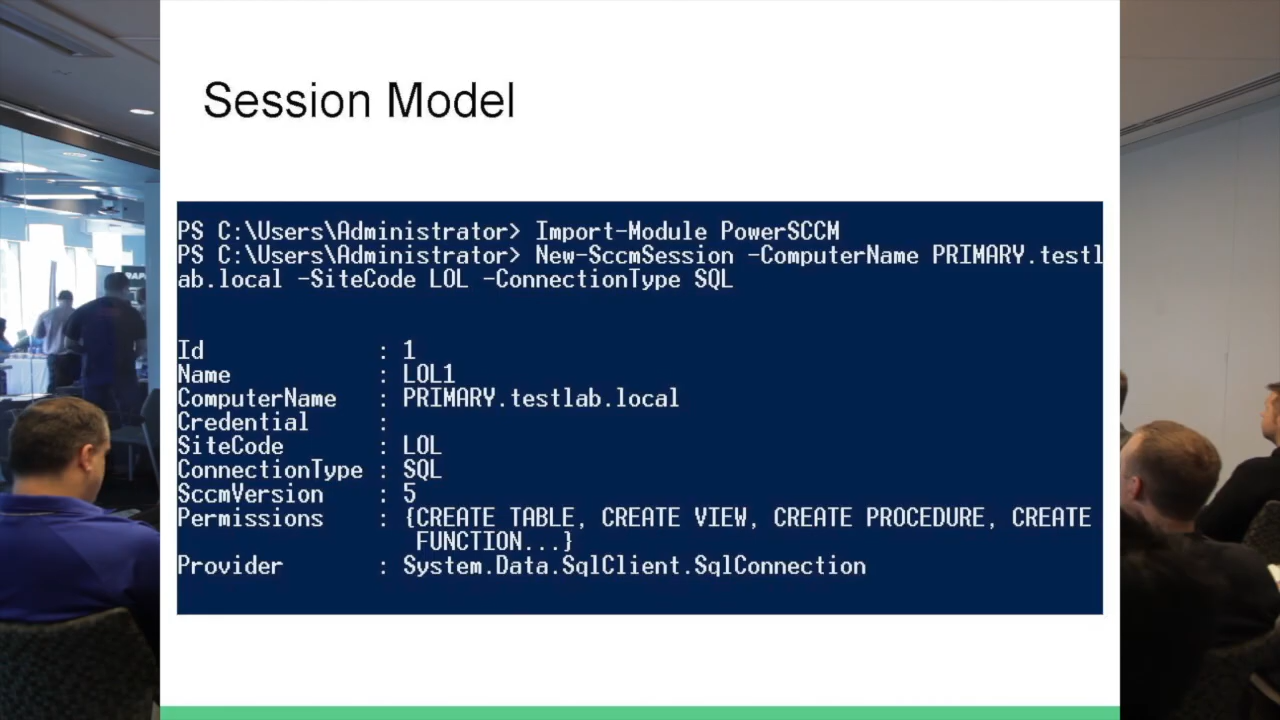 Session Model
PS C:\Users\Administrator> Import-Module PowerSCCM
PS C:\Users\Administrator> New-SccmSession -ComputerName PRIMARY.testl
ab.local -SiteCode LOL -ConnectionType SQL
Id : 1
Name : LOL1
ComputerName : PRIMARY.testlab.local
Credential :
SiteCode : LOL
ConnectionType : SQL
SccmVersion : 5
Permissions : {CREATE TABLE, CREATE VIEW, CREATE PROCEDURE, CREATE
FUNCTION...}
Provider : System.Data.SqlClient.SqlConnection